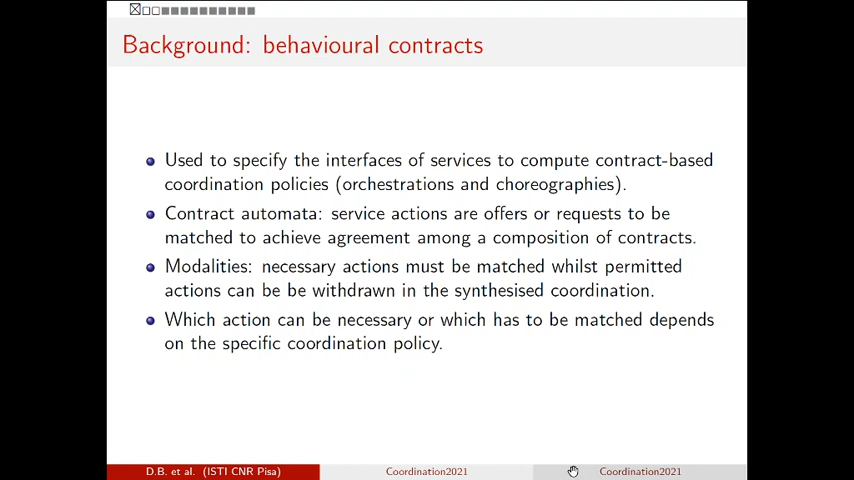 Background: behavioural contracts
Used to specify the interfaces of services to compute contract-based
coordination policies (orchestrations and choreographies).
Contract automata: service actions are offers or requests to be
matched to achieve agreement among a composition of contracts.
Modalities: necessary actions must be matched whilst permitted
actions can be be withdrawn in the synthesised coordination.
Which action can be necessary or which has to be matched depends
on the specific coordination policy.
D.B. et al. (ISTI CNR Pisa) Coordination2021 Coordination2021